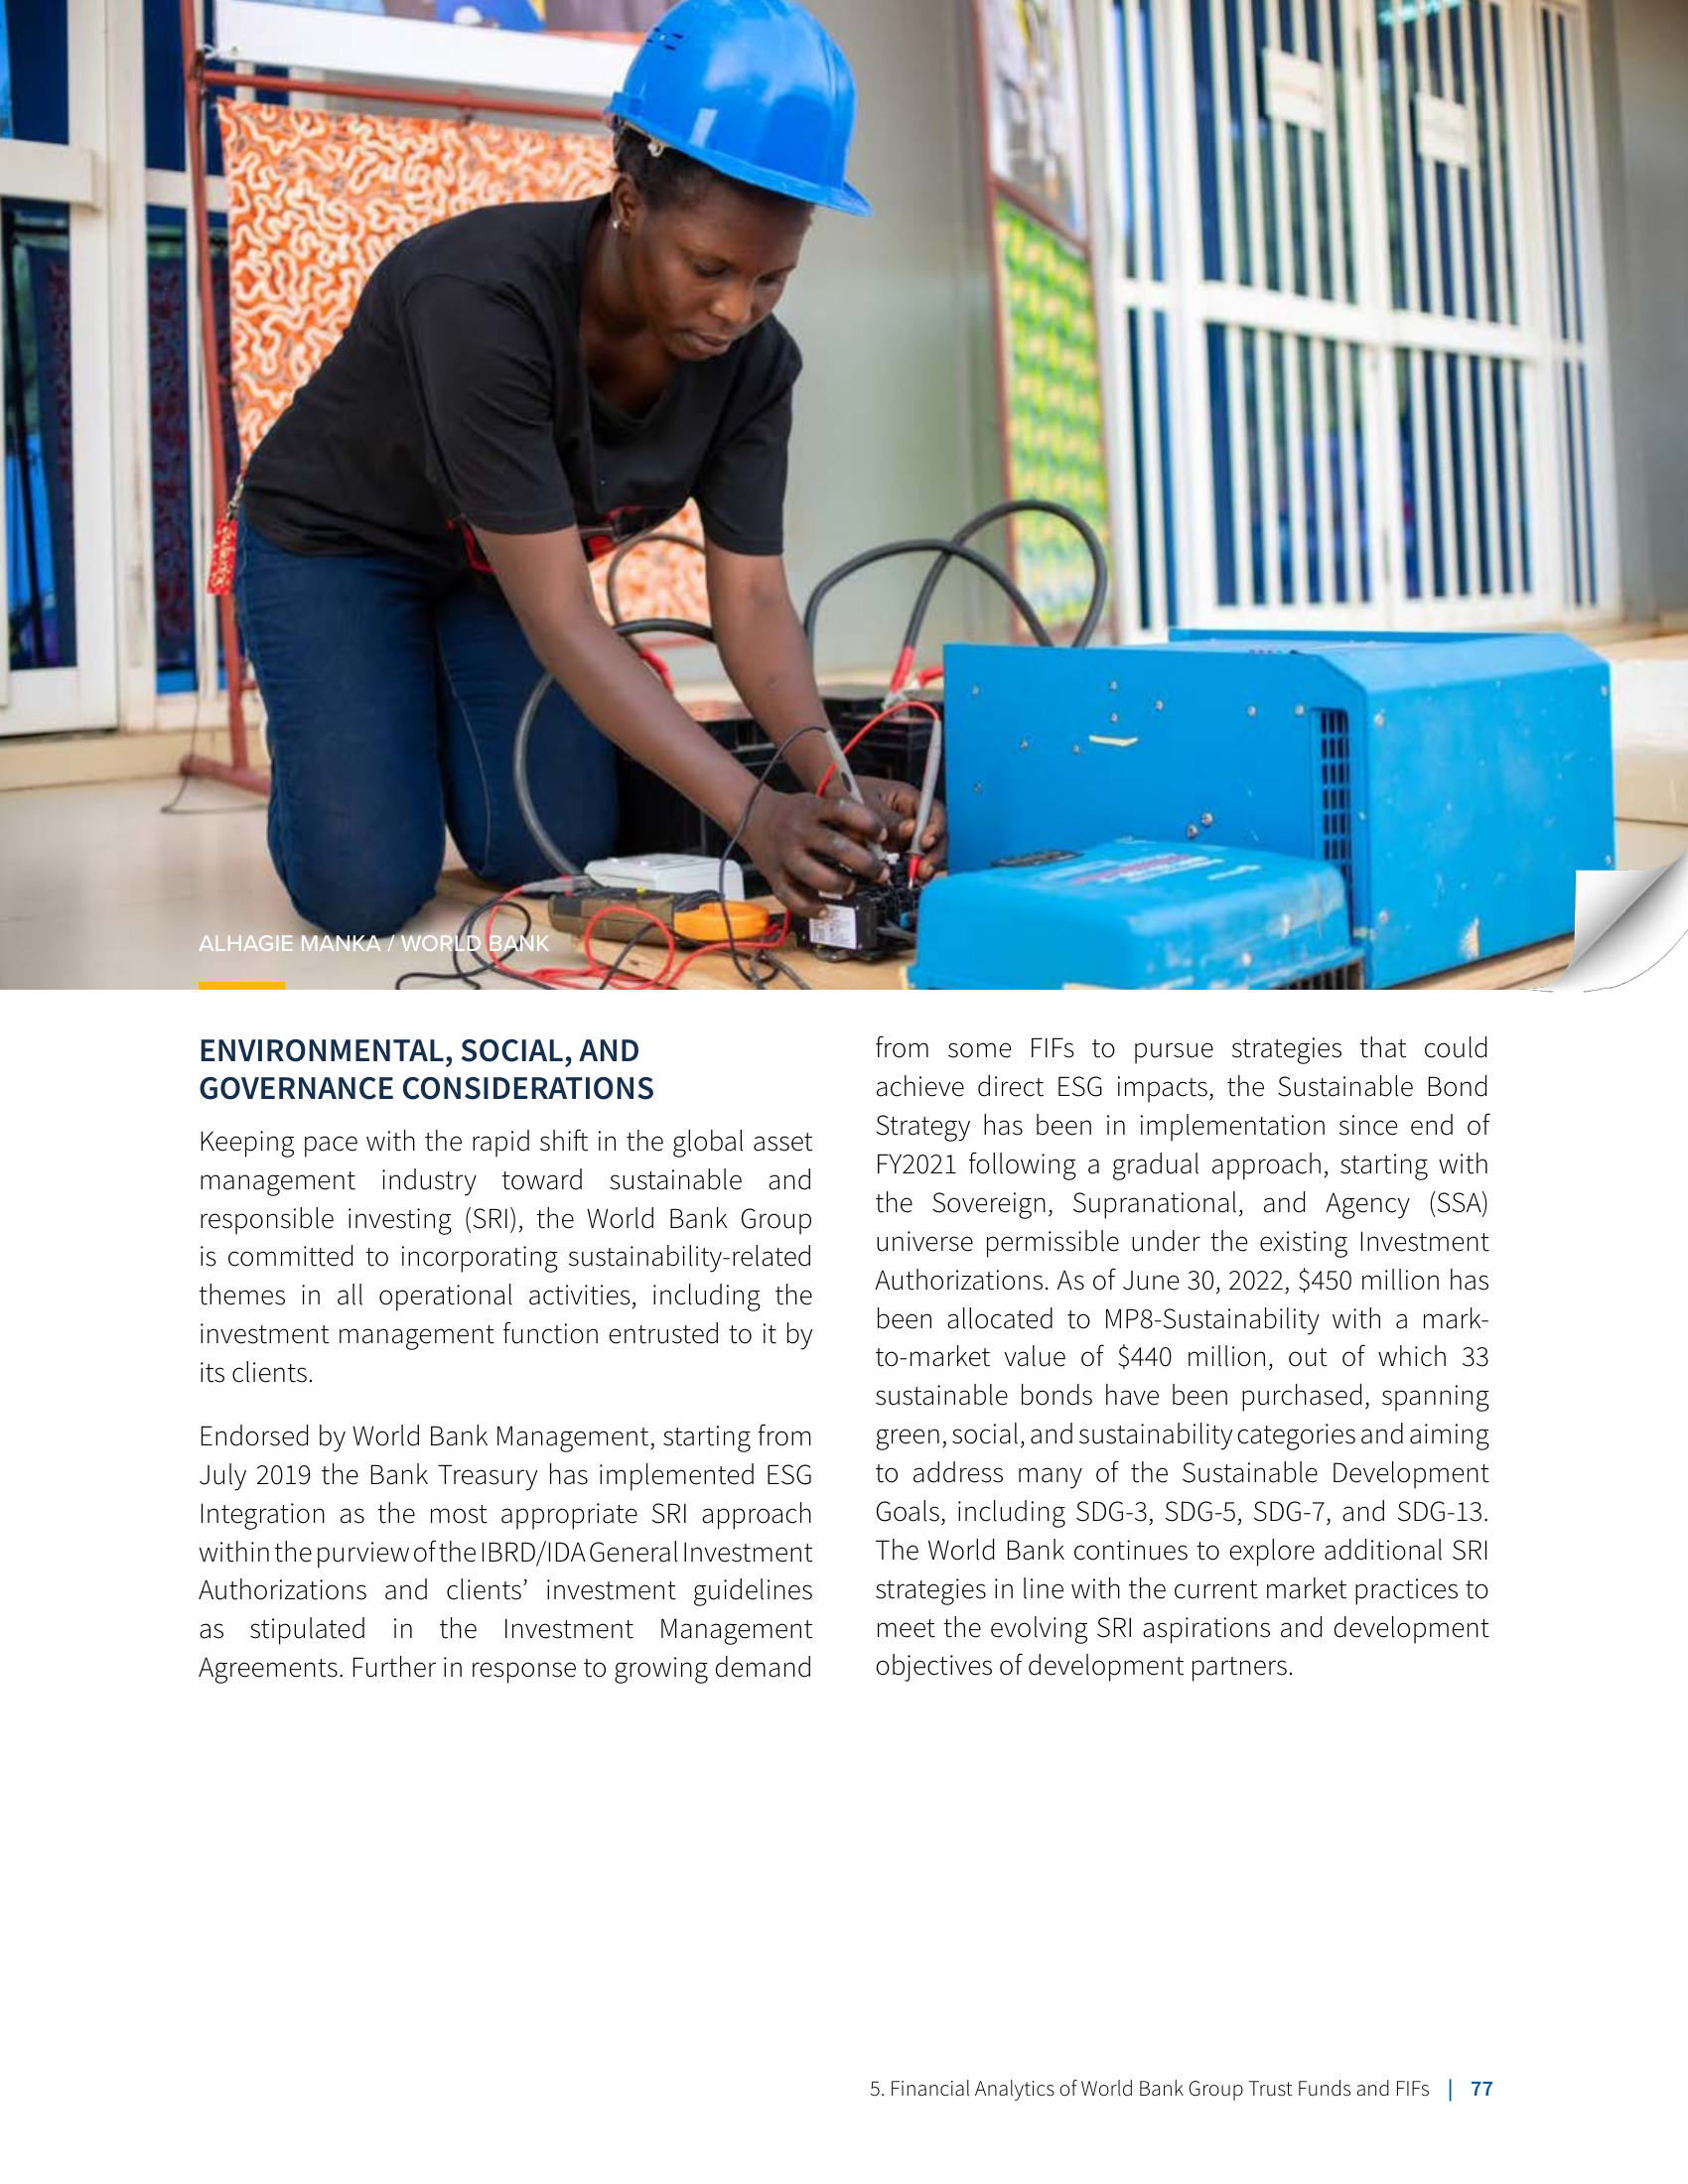 ALHAGIE MANKA / WORLD BANK
ENVIRONMENTAL, SOCIAL, AND
GOVERNANCE CONSIDERATIONS
Keeping pace with the rapid shift in the global asset
management industry toward sustainable and
responsible investing (SRI), the World Bank Group
is committed to incorporating sustainability-related
themes in all operational activities, including the
investment management function entrusted to it by
its clients.
Endorsed by World Bank Management, starting from
July 2019 the Bank Treasury has implemented ESG
Integration as the most appropriate SRI approach
within the purview of the IBRD/IDA General Investment
Authorizations and clients’ investment guidelines
as stipulated in the Investment Management
Agreements. Further in response to growing demand
from some FIFs to pursue strategies that could
achieve direct ESG impacts, the Sustainable Bond
Strategy has been in implementation since end of
FY2021 following a gradual approach, starting with
the Sovereign, Supranational, and Agency (SSA)
universe permissible under the existing Investment
Authorizations. As of June 30, 2022, $450 million has
been allocated to MP8-Sustainability with a mark-
to-market value of $440 million, out of which 33
sustainable bonds have been purchased, spanning
green, social, and sustainability categories and aiming
to address many of the Sustainable Development
Goals, including SDG-3, SDG-5, SDG-7, and SDG-13.
The World Bank continues to explore additional SRI
strategies in line with the current market practices to
meet the evolving SRI aspirations and development
objectives of development partners.
5. Financial Analytics of World Bank Group Trust Funds and FIFs | 77